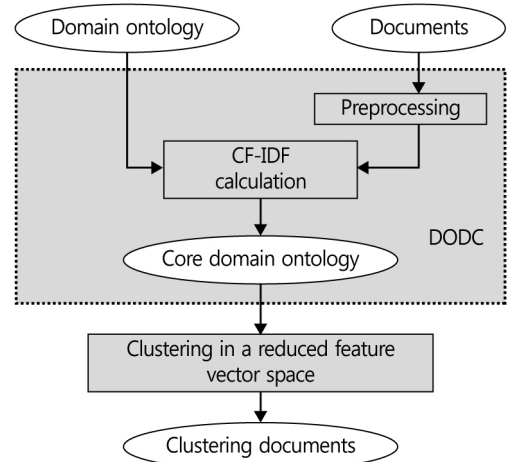 Domain ontology
Documents
Preprocessing
CF-IDF
calculation
DODC
Core domain ontology
Clustering in a reduced feature
vector space
Clustering documents